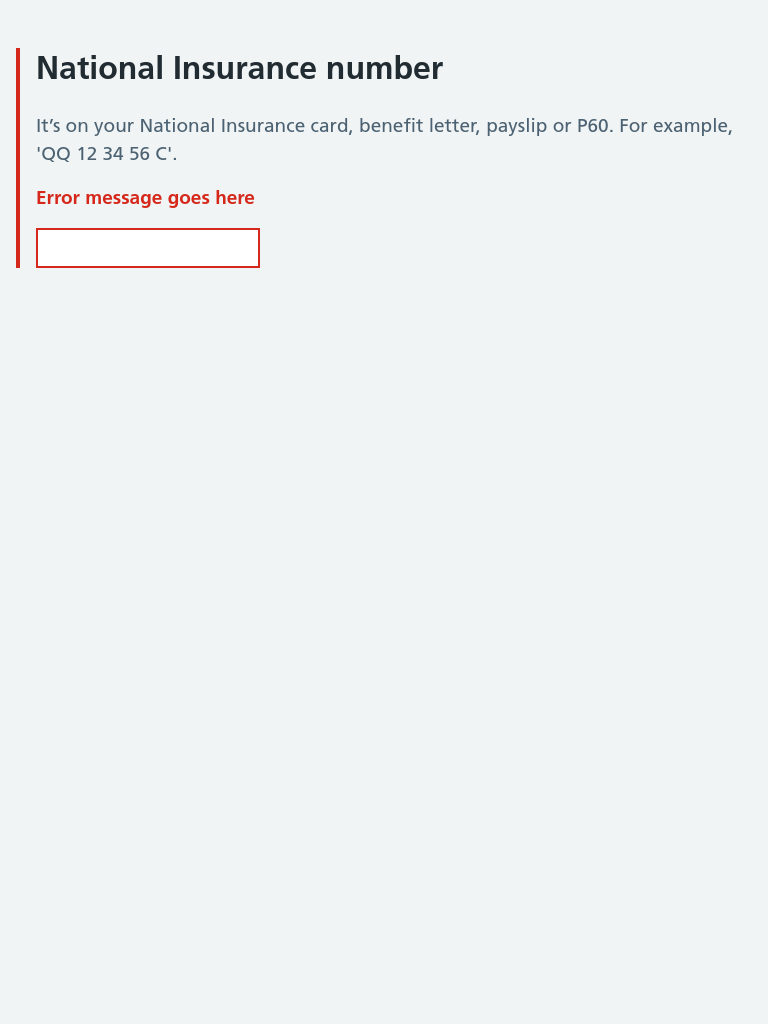 National Insurance number
It’s on your National Insurance card, benefit letter, payslip or P60. For example,
'QQ 12 34 56 C'.
Error message goes here